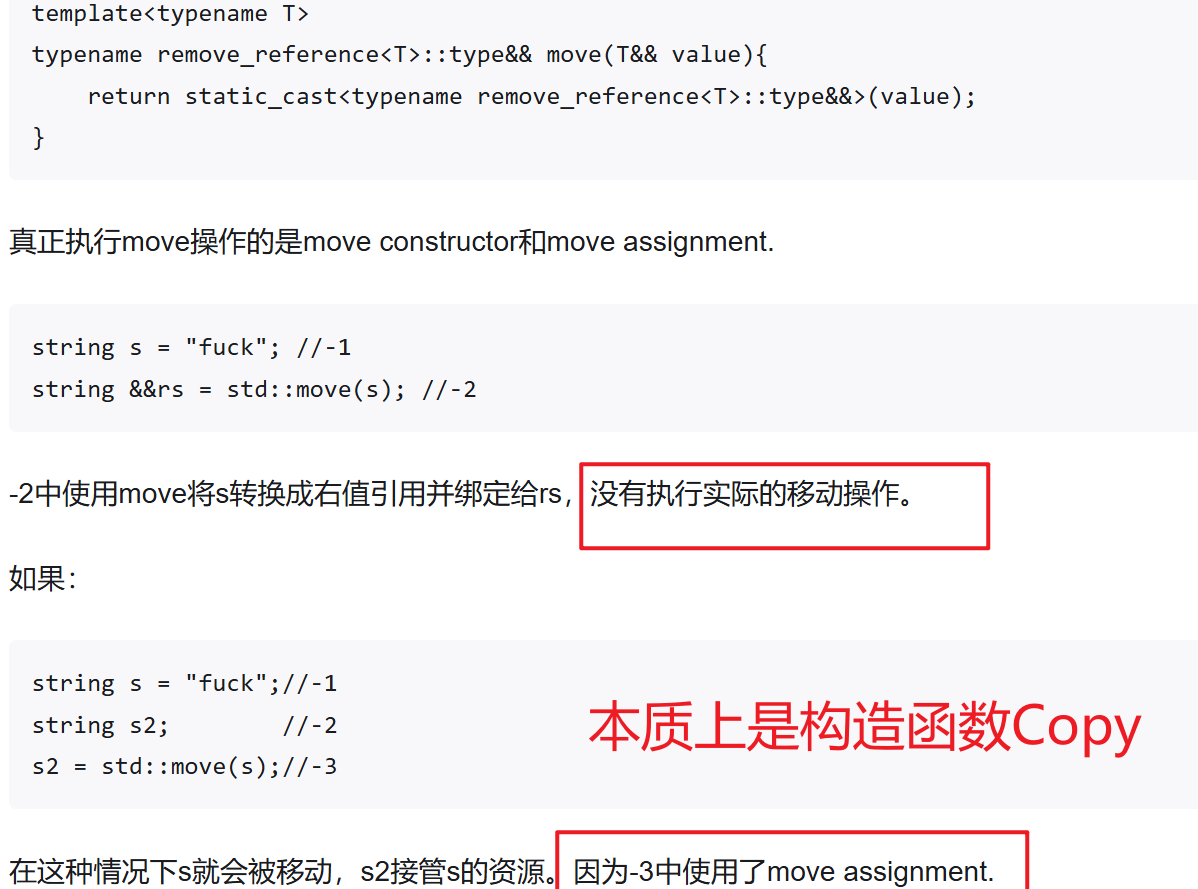 template<typename T>
typename remove_reference<T>::type&& move(T&& value){
    return static_cast<typename remove_reference<T>::type&&>(value);
}
真正执行move操作的是move constructor和move assignment.
string s = "fuck"; //-1
string &&rs = std::move(s); //-2
-2中使用move将s转换成右值引用并绑定给rs，没有执行实际的移动操作。
如果：
string s = "fuck";//-1
string s2;        //-2
s2 = std::move(s);//-3
本质上是构造函数Copy
在这种情况下s就会被移动，s2接管s的资源。因为-3中使用了move assignment.